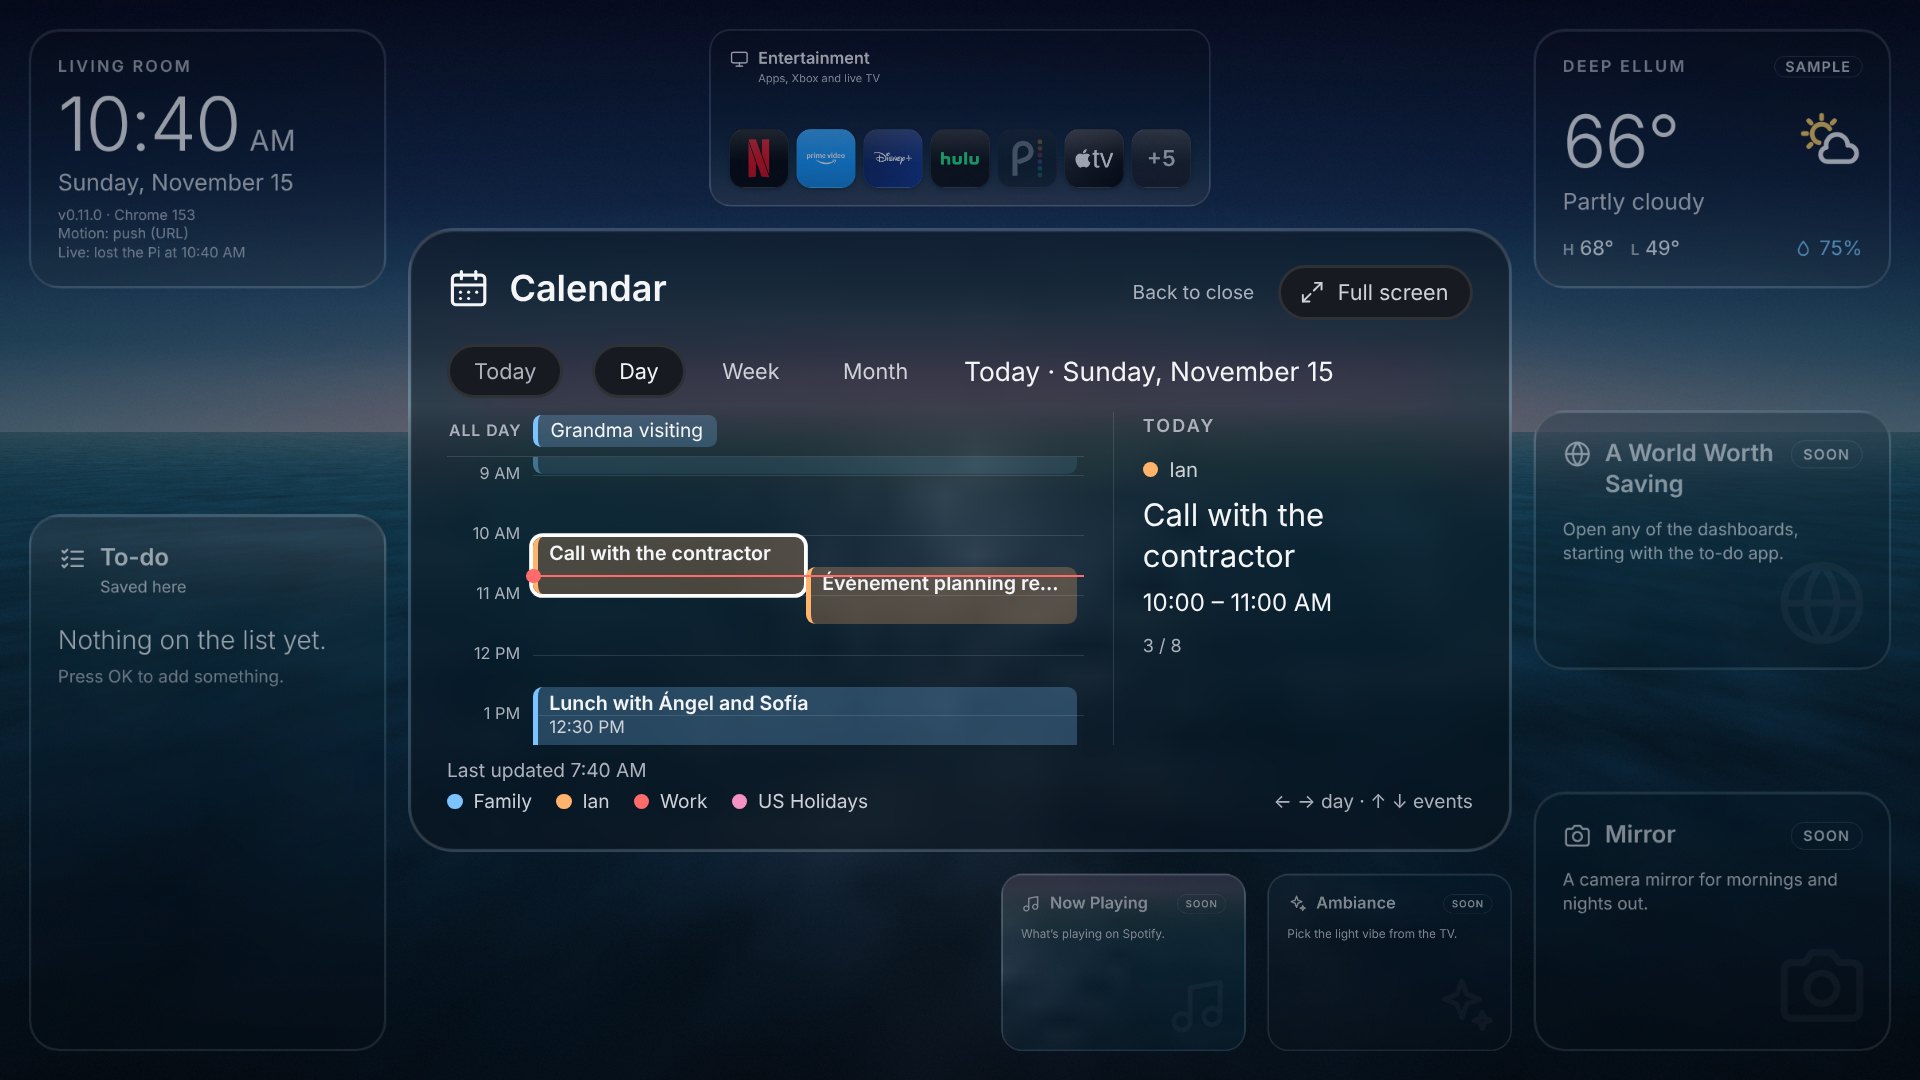 LIVING ROOM
10:40 AM
Sunday, November 15
v0.11.0 · Chrome 153
Motion: push (URL)
Live: lost the Pi at 10:40 AM
Entertainment
Apps, Xbox and live TV
N
prime video
Disney+
hulu
P
tv
+5
DEEP ELLUM
SAMPLE
66°
Partly cloudy
H 68° L 49°
75%
Calendar
Back to close
Full screen
Today
Day
Week
Month
Today · Sunday, November 15
ALL DAY
Grandma visiting
9 AM
10 AM
Call with the contractor
11 AM
Événement planning re...
12 PM
Lunch with Ángel and Sofía
1 PM
12:30 PM
TODAY
Ian
Call with the
contractor
10:00 – 11:00 AM
3 / 8
Last updated 7:40 AM
Family
Ian
Work
US Holidays
← → day · ↑ ↓ events
To-do
Saved here
Nothing on the list yet.
Press OK to add something.
A World Worth
Saving
SOON
Open any of the dashboards,
starting with the to-do app.
Now Playing
SOON
What's playing on Spotify.
Ambiance
SOON
Pick the light vibe from the TV.
Mirror
SOON
A camera mirror for mornings and
nights out.